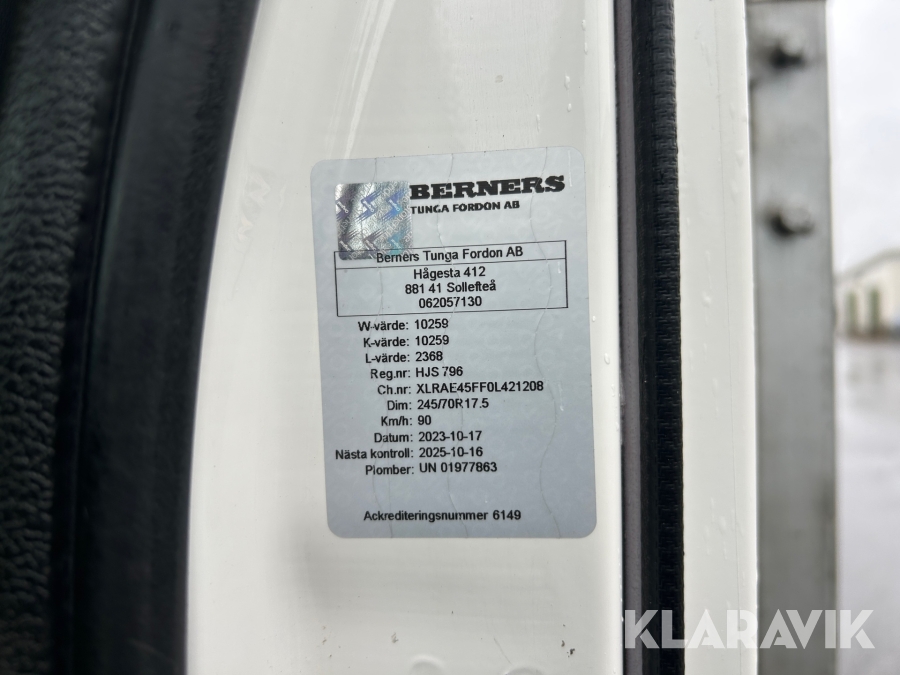 BERNERS
TUNGA FORDON AB
Berners Tunga Fordon AB
Hågesta 412
881 41 Sollefteå
062057130
W-värde: 10259
K-värde: 10259
L-värde: 2368
Reg.nr: HJS 796
Ch.nr: XLRAE45FF0L421208
Dim: 245/70R17.5
Km/h: 90
Datum: 2023-10-17
Nästa kontroll: 2025-10-16
Plomber: UN 01977863
Ackrediteringsnummer 6149
KLARAVIK